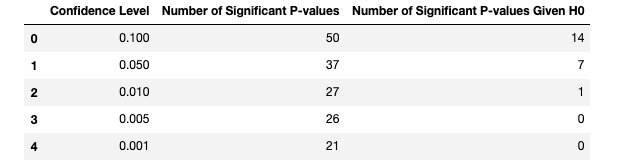 Confidence Level Number of Significant P-values Number of Significant P-values Given H0
0 0.100 50 14
1 0.050 37 7
2 0.010 27 1
3 0.005 26 0
4 0.001 21 0